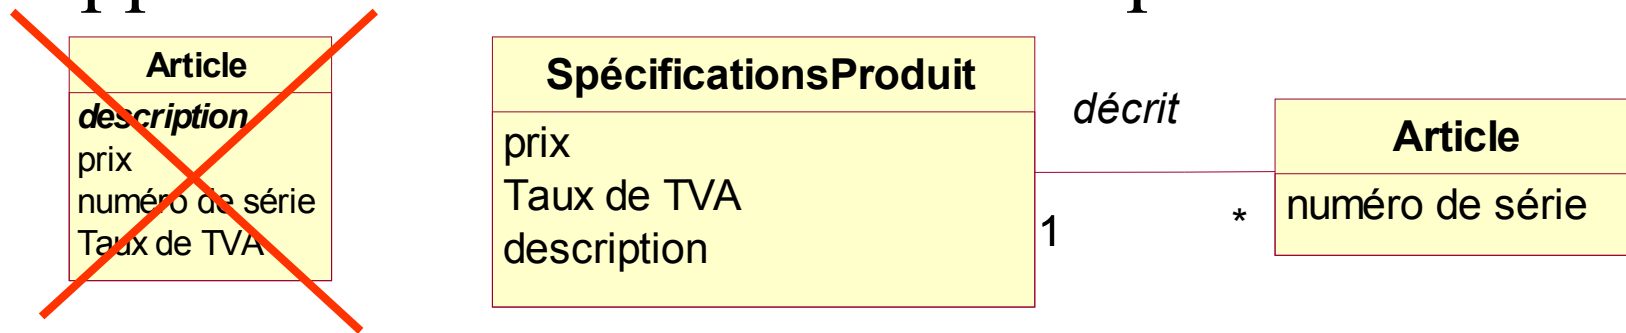 Article
description
prix
numéro de série
Taux de TVA
SpécificationsProduit
prix
Taux de TVA
description
décrit
1
*
Article
numéro de série